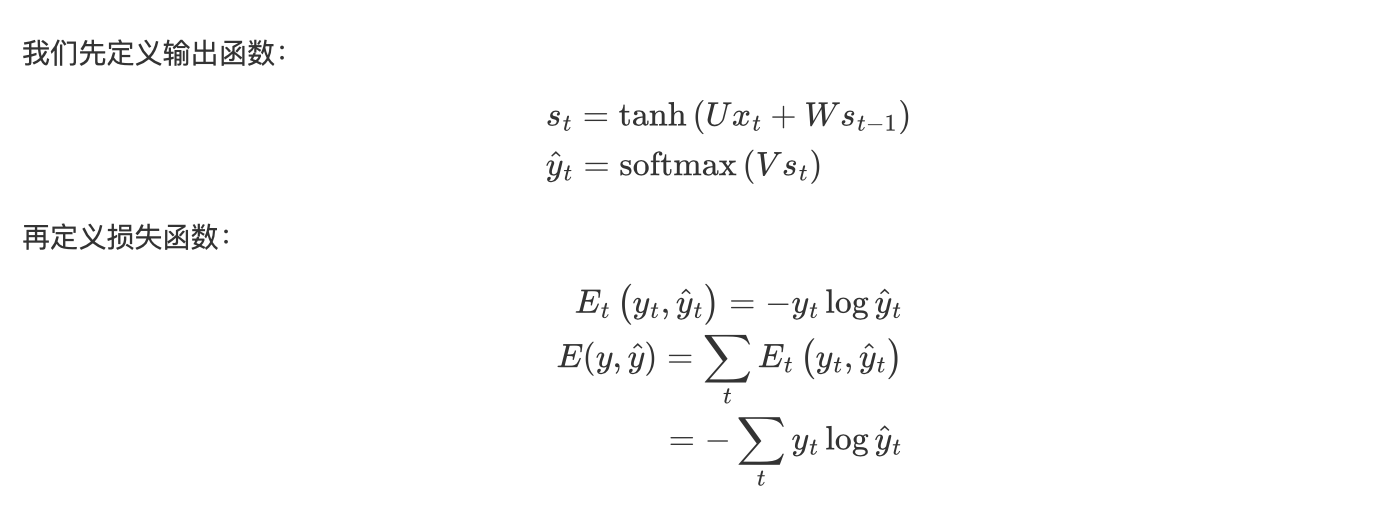 我们先定义输出函数：
s_t = tanh (Ux_t + Ws_{t−1})
ŷ_t = softmax (Vs_t)
再定义损失函数：
E_t (y_t, ŷ_t) = −y_t log ŷ_t
E(y, ŷ) = ∑_t E_t (y_t, ŷ_t)
= − ∑_t y_t log ŷ_t